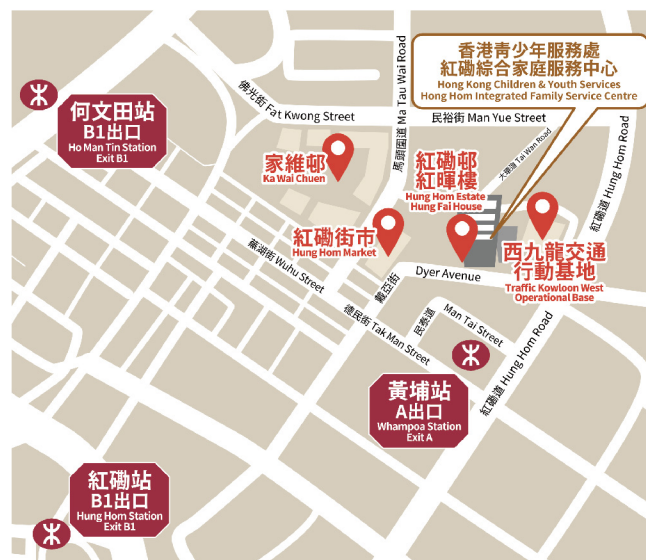 香港青少年服務處
紅磡綜合家庭服務中心
Hong Kong Children & Youth Services
Hong Hom Integrated Family Service Centre
何文田站
B1出口
Ho Man Tin Station
Exit B1
佛光街 Fat Kwong Street
馬頭圍道 Ma Tau Wai Road
民裕街 Man Yue Street
大環道 Tai Wan Road
紅磡道 Hung Hom Road
家維邨
Ka Wai Chuen
紅磡邨
紅暉樓
Hung Hom Estate
Hung Fai House
紅磡街市
Hung Hom Market
西九龍交通
行動基地
Traffic Kowloon West
Operational Base
蕪湖街 Wuhu Street
戴亞街
Dyer Avenue
德民街 Tak Man Street
民泰道
Man Tai Street
紅磡道 Hung Hom Road
黃埔站
A出口
Whampoa Station
Exit A
紅磡站
B1出口
Hung Hom Station
Exit B1